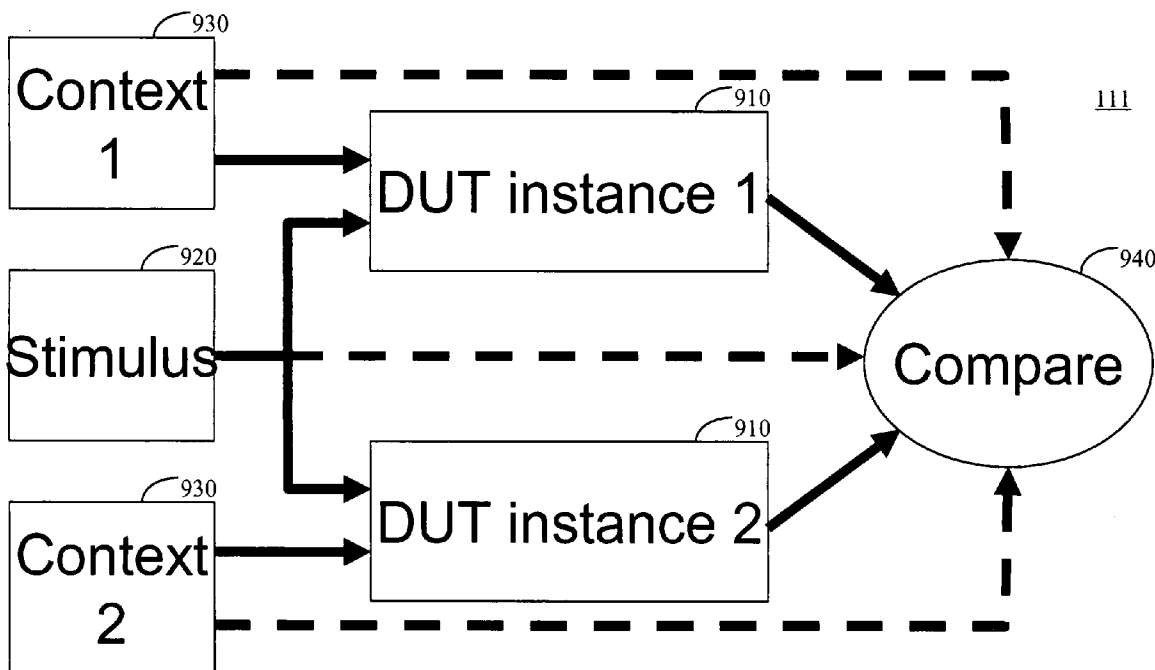 930
Context
1
910
DUT instance 1
111
920
Stimulus
940
Compare
910
DUT instance 2
930
Context
2